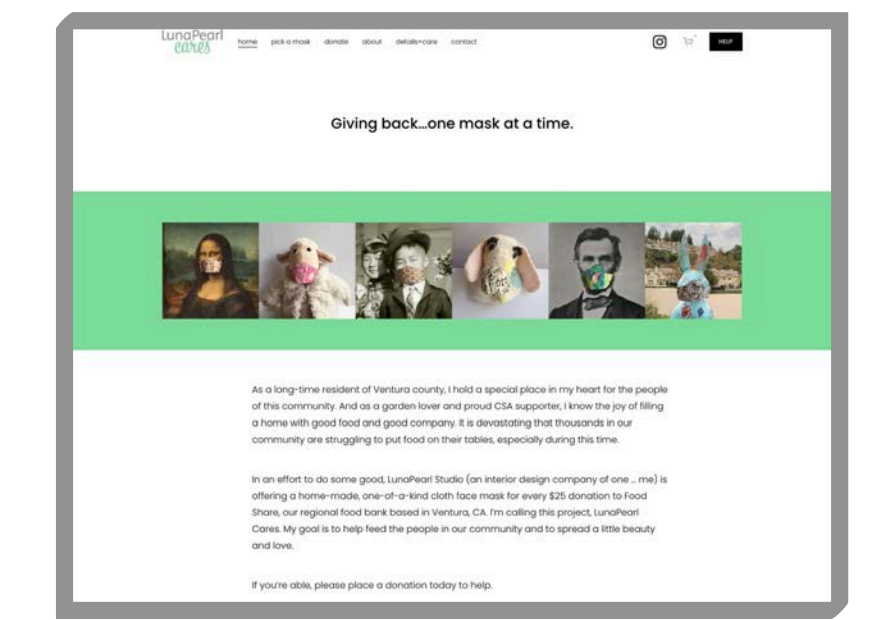 LunaPearl
cares
home pick a mask donate about details+care contact
HELP
Giving back...one mask at a time.
As a long-time resident of Ventura county, I hold a special place in my heart for the people
of this community. And as a garden lover and proud CSA supporter, I know the joy of filling
a home with good food and good company. It is devastating that thousands in our
community are struggling to put food on their tables, especially during this time.
In an effort to do some good, LunaPearl Studio (an interior design company of one ... me) is
offering a home-made, one-of-a-kind cloth face mask for every $25 donation to Food
Share, our regional food bank based in Ventura, CA. I'm calling this project, LunaPearl
Cares. My goal is to help feed the people in our community and to spread a little beauty
and love.
If you're able, please place a donation today to help.